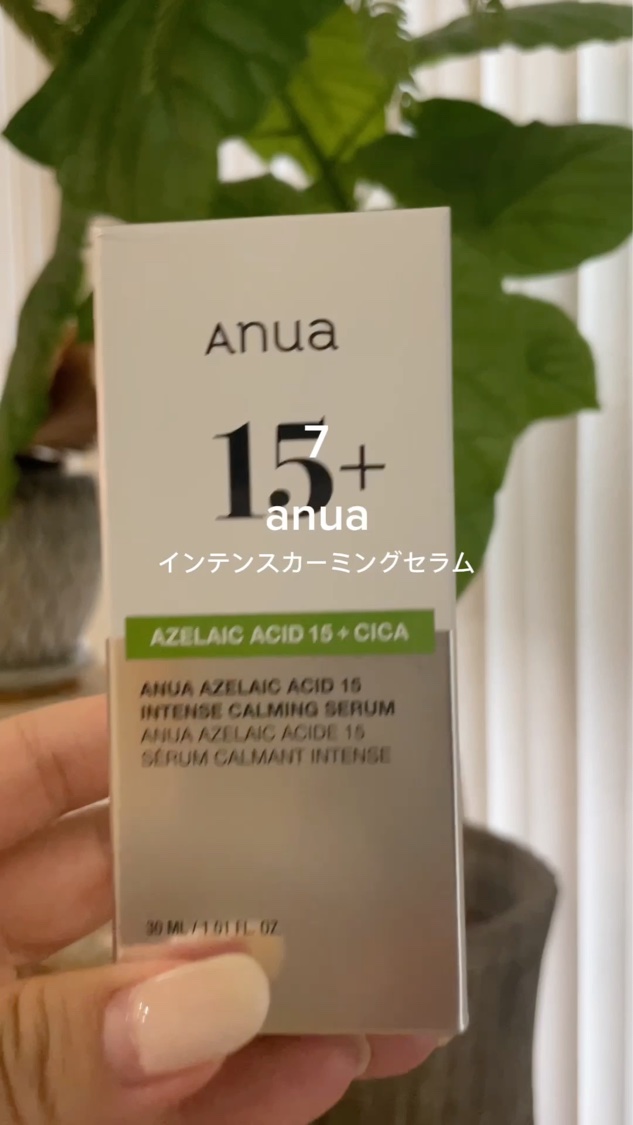 Anua
15+
7
anua
インテンスカーミングセラム
AZELAIC ACID 15 + CICA
ANUA AZELAIC ACID 15
INTENSE CALMING SERUM
ANUA AZELAIC ACIDE 15
SÉRUM CALMANT INTENSE
30 ML / 1.01 FL. OZ.